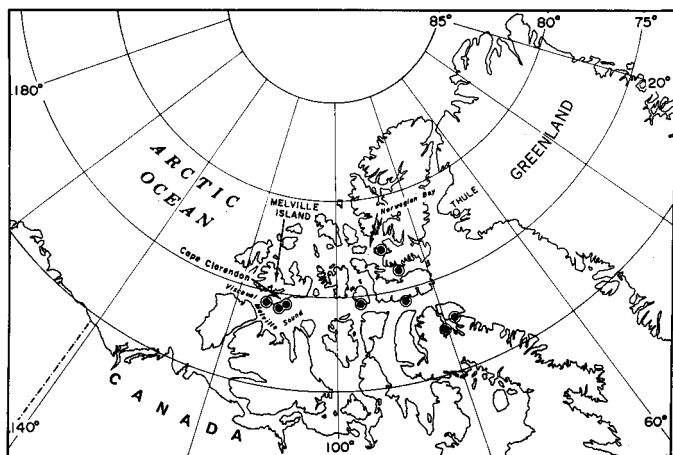 85°
80°
75°
180°
20°
ARCTIC
OCEAN
GREENLAND
MELVILLE
ISLAND
Norwegian Bay
THULE
Cape Clarendon
Viscount Melville Sound
CANADA
140°
100°
60°